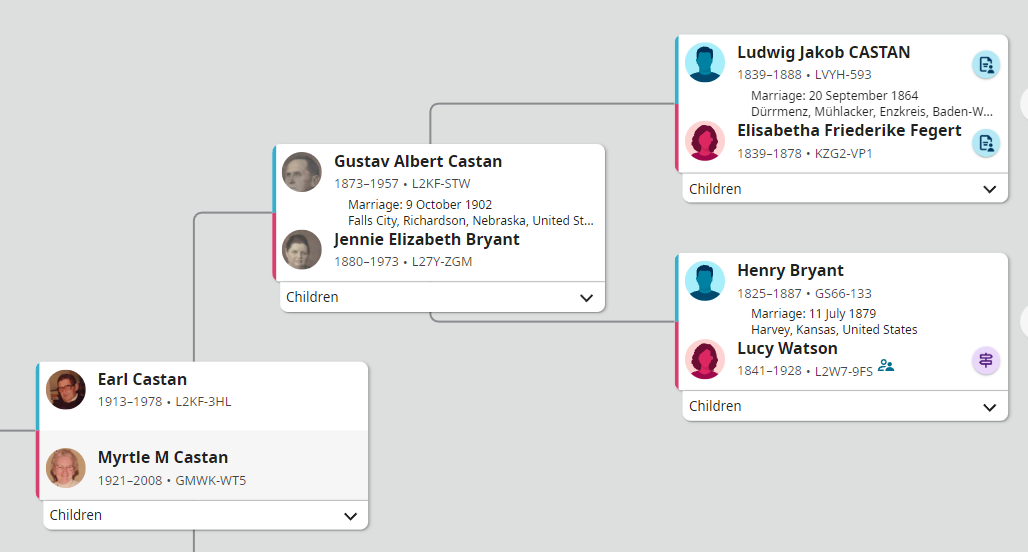 Ludwig Jakob CASTAN
1839–1888 • LVYH-593
Marriage: 20 September 1864
Dürrmenz, Mühlacker, Enzkreis, Baden-W...
Elisabetha Friederike Fegert
1839–1878 • KZG2-VP1
Children
Gustav Albert Castan
1873–1957 • L2KF-STW
Marriage: 9 October 1902
Falls City, Richardson, Nebraska, United St...
Jennie Elizabeth Bryant
1880–1973 • L27Y-ZGM
Children
Henry Bryant
1825–1887 • GS66-133
Marriage: 11 July 1879
Harvey, Kansas, United States
Lucy Watson
1841–1928 • L2W7-9FS
Children
Earl Castan
1913–1978 • L2KF-3HL
Myrtle M Castan
1921–2008 • GMWK-WT5
Children